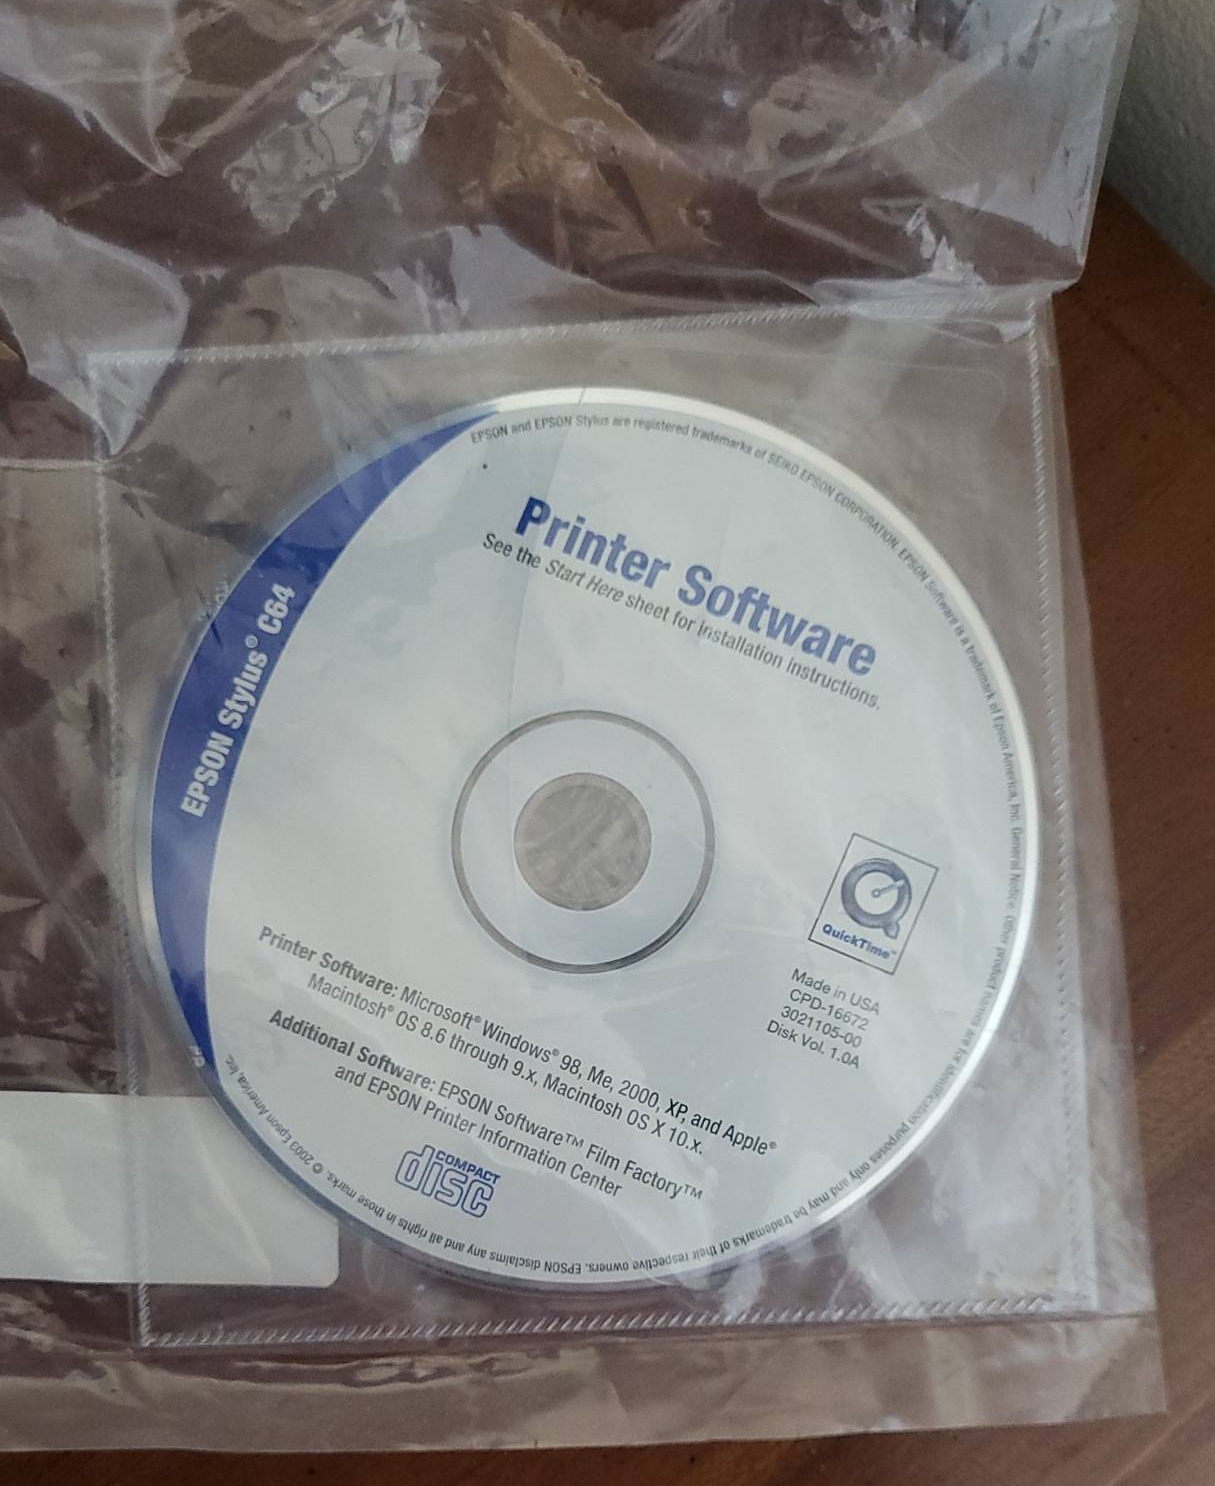 EPSON and EPSON Stylus are registered trademarks of SEIKO EPSON CORPORATION. EPSON Software is a trademark of Epson America, Inc. General Notice: Other product names are for identification purposes only and may be trademarks of their respective owners. EPSON disclaims any and all rights in those marks. © 2003 Epson America, Inc.
Printer Software
See the Start Here sheet for installation instructions.
EPSON Stylus® C64
QuickTime™
Made in USA
CPD-16672
3021105-00
Disk Vol. 1.0A
Printer Software: Microsoft® Windows® 98, Me, 2000, XP, and Apple®
Macintosh® OS 8.6 through 9.x, Macintosh OS X 10.x.
Additional Software: EPSON Software™ Film Factory™
and EPSON Printer Information Center
COMPACT
disc